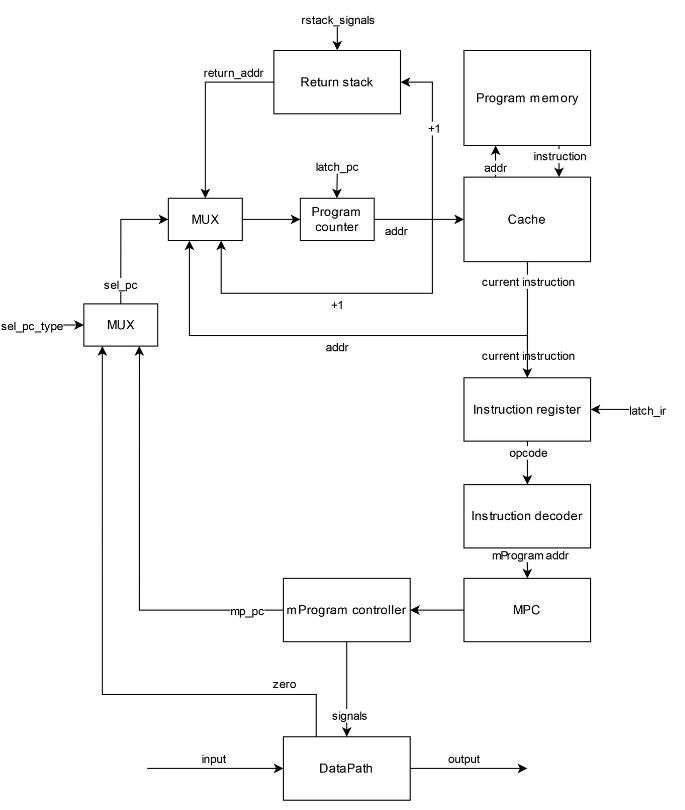 rstack_signals
return_addr
Return stack
Program memory
+1
latch_pc
addr
instruction
MUX
Program
counter
addr
Cache
sel_pc
current instruction
+1
sel_pc_type
MUX
addr
current instruction
Instruction register
latch_ir
opcode
Instruction decoder
mProgram addr
mp_pc
mProgram controller
MPC
zero
signals
input
DataPath
output